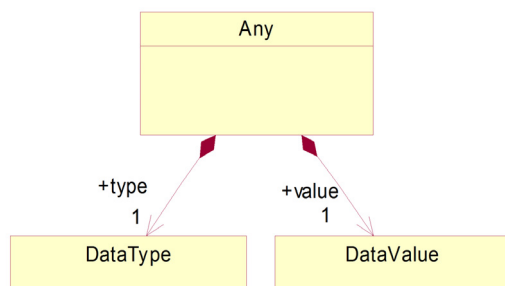 Any
+type
+value
1
1
DataType
DataValue